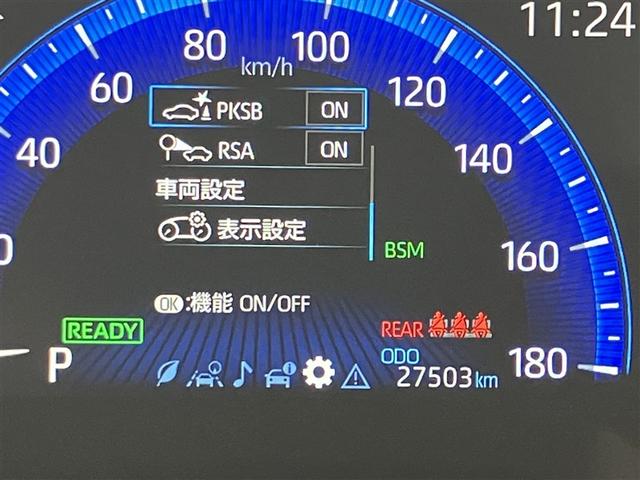 11:24
80
100
km/h
60
120
PKSB ON
40
RSA ON
140
車両設定
表示設定
BSM
160
0
OK:機能 ON/OFF
READY
REAR
P
ODO
180
27503km